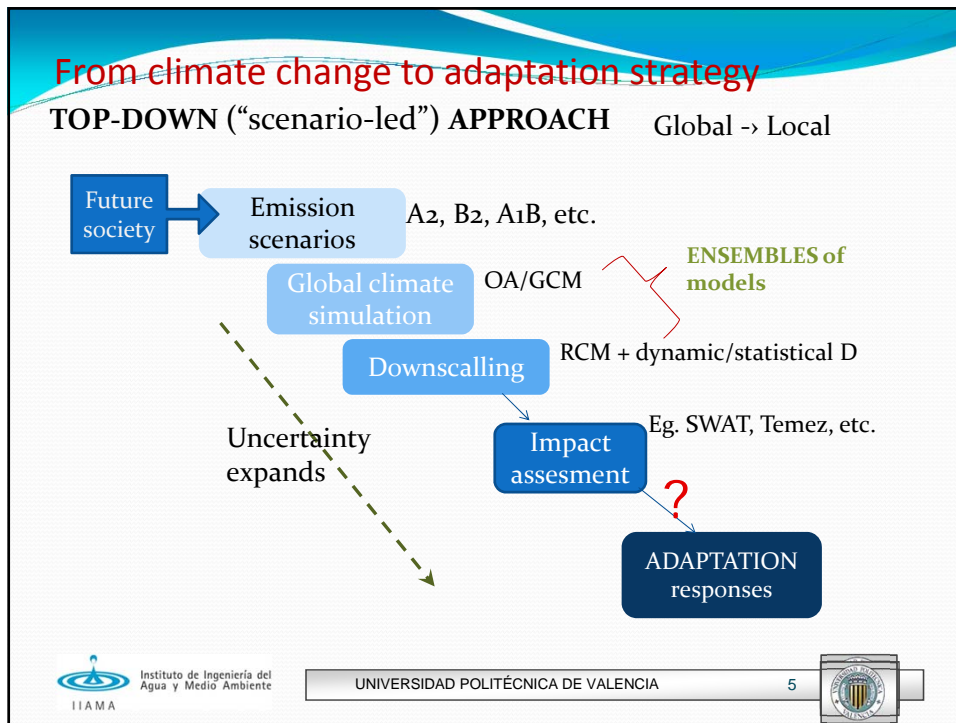 From climate change to adaptation strategy
TOP-DOWN (“scenario-led”) APPROACH
Global -> Local
Future
society
Emission
scenarios
A2, B2, A1B, etc.
Global climate
simulation
OA/GCM
ENSEMBLES of
models
Downscalling
RCM + dynamic/statistical D
Uncertainty
expands
Impact
assesment
Eg. SWAT, Temez, etc.
?
ADAPTATION
responses
Instituto de Ingeniería del
Agua y Medio Ambiente
IIAMA
UNIVERSIDAD POLITÉCNICA DE VALENCIA
5